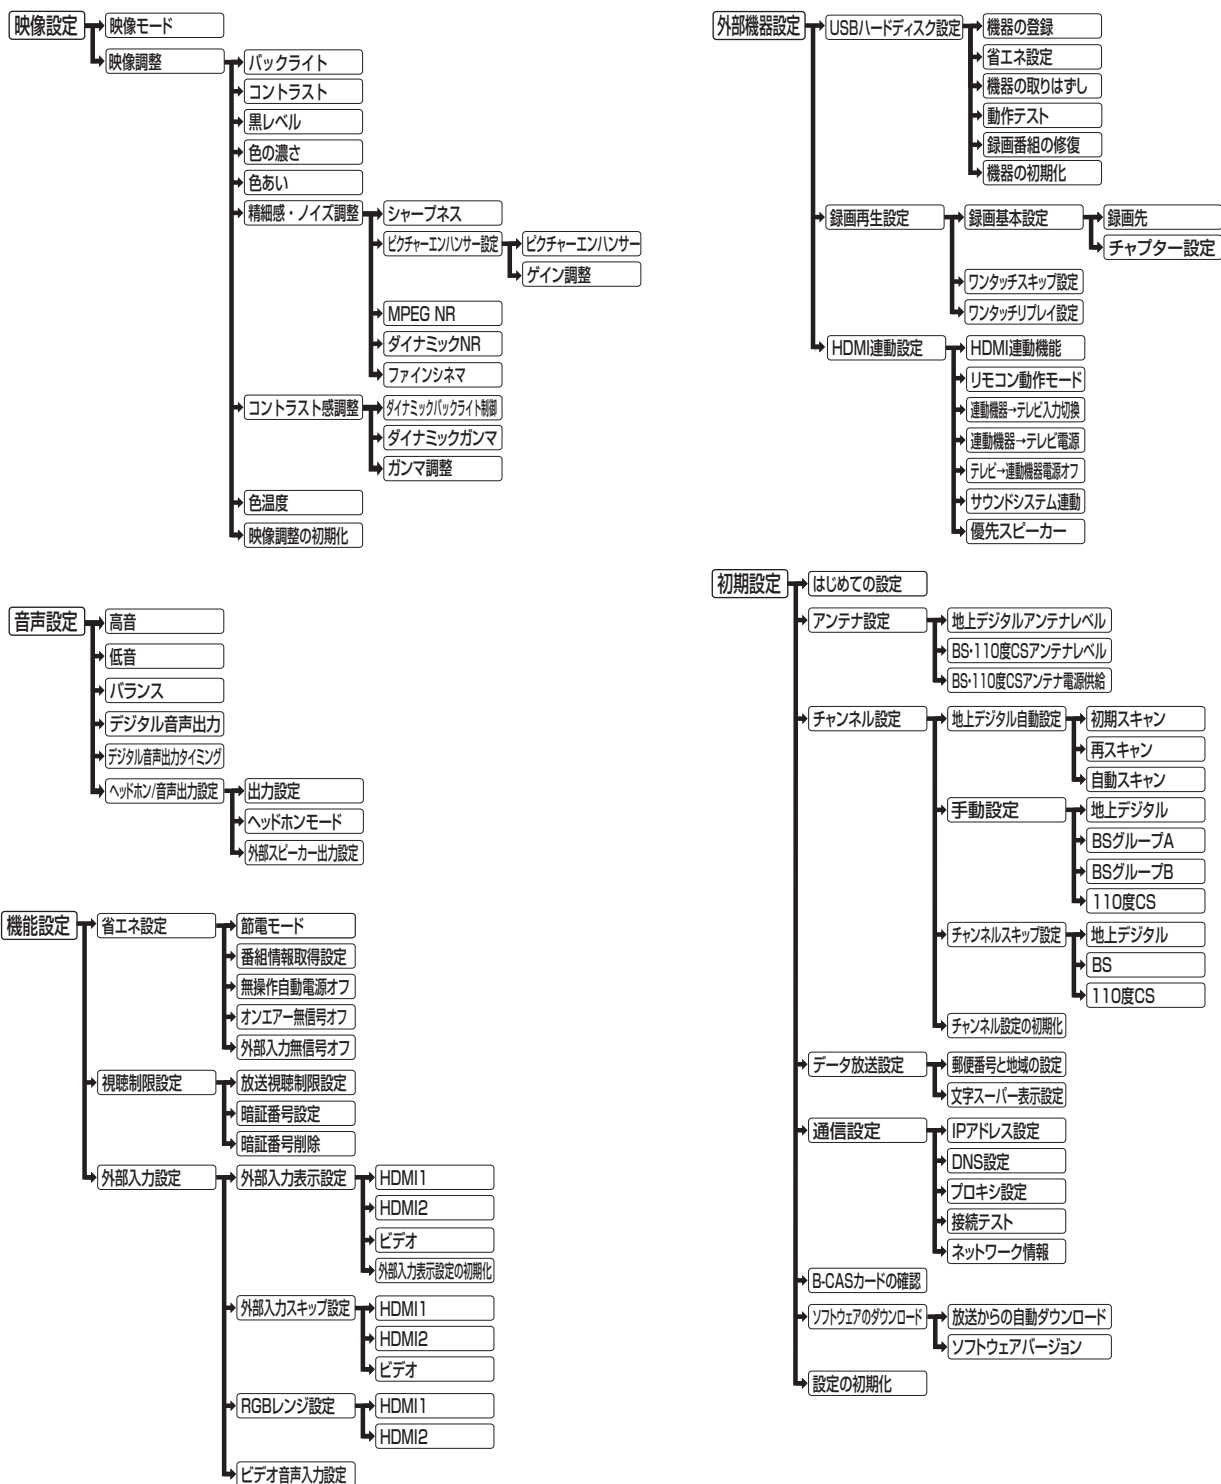 映像設定
映像モード
映像調整
バックライト
コントラスト
黒レベル
色の濃さ
色あい
精細感・ノイズ調整
シャープネス
ピクチャーエンハンサー設定
ピクチャーエンハンサー
ゲイン調整
MPEG NR
ダイナミックNR
ファインシネマ
コントラスト感調整
ダイナミックバックライト制御
ダイナミックガンマ
ガンマ調整
色温度
映像調整の初期化
音声設定
高音
低音
バランス
デジタル音声出力
デジタル音声出力タイミング
ヘッドホン/音声出力設定
出力設定
ヘッドホンモード
外部スピーカー出力設定
機能設定
省エネ設定
節電モード
番組情報取得設定
無操作自動電源オフ
オンエアー無信号オフ
外部入力無信号オフ
視聴制限設定
放送視聴制限設定
暗証番号設定
暗証番号削除
外部入力設定
外部入力表示設定
HDMI1
HDMI2
ビデオ
外部入力表示設定の初期化
外部入力スキップ設定
HDMI1
HDMI2
ビデオ
RGBレンジ設定
HDMI1
HDMI2
ビデオ音声入力設定
外部機器設定
USBハードディスク設定
機器の登録
省エネ設定
機器の取りはずし
動作テスト
録画番組の修復
機器の初期化
録画再生設定
録画基本設定
録画先
チャプター設定
ワンタッチスキップ設定
ワンタッチリプレイ設定
HDMI連動設定
HDMI連動機能
リモコン動作モード
連動機器→テレビ入力切換
連動機器→テレビ電源
テレビ→連動機器電源オフ
サウンドシステム連動
優先スピーカー
初期設定
はじめての設定
アンテナ設定
地上デジタルアンテナレベル
BS・110度CSアンテナレベル
BS・110度CSアンテナ電源供給
チャンネル設定
地上デジタル自動設定
初期スキャン
再スキャン
自動スキャン
手動設定
地上デジタル
BSグループA
BSグループB
110度CS
チャンネルスキップ設定
地上デジタル
BS
110度CS
チャンネル設定の初期化
データ放送設定
郵便番号と地域の設定
文字スーパー表示設定
通信設定
IPアドレス設定
DNS設定
プロキシ設定
接続テスト
ネットワーク情報
B-CASカードの確認
ソフトウェアのダウンロード
放送からの自動ダウンロード
ソフトウェアバージョン
設定の初期化